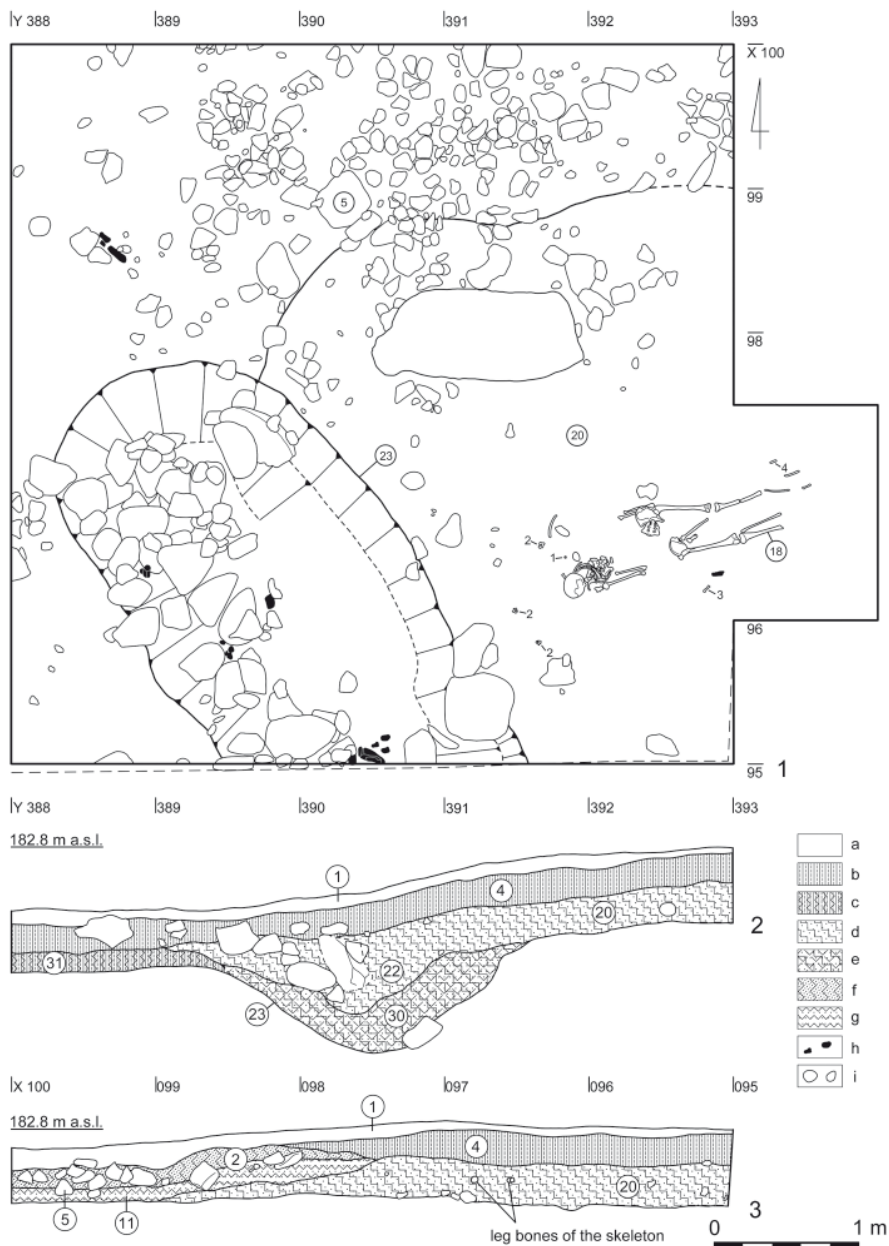 Y 388 389 390 391 392 393
X 100
5
99
98
20
23
4
2
1
18
2
3
2
96
95
1
Y 388 389 390 391 392 393
182.8 m a.s.l.
1
4
20
2
31
22
23
30
a
b
c
d
e
f
g
h
i
X 100 099 098 097 096 095
182.8 m a.s.l.
1
2
4
20
5
11
3
leg bones of the skeleton
0 1 m